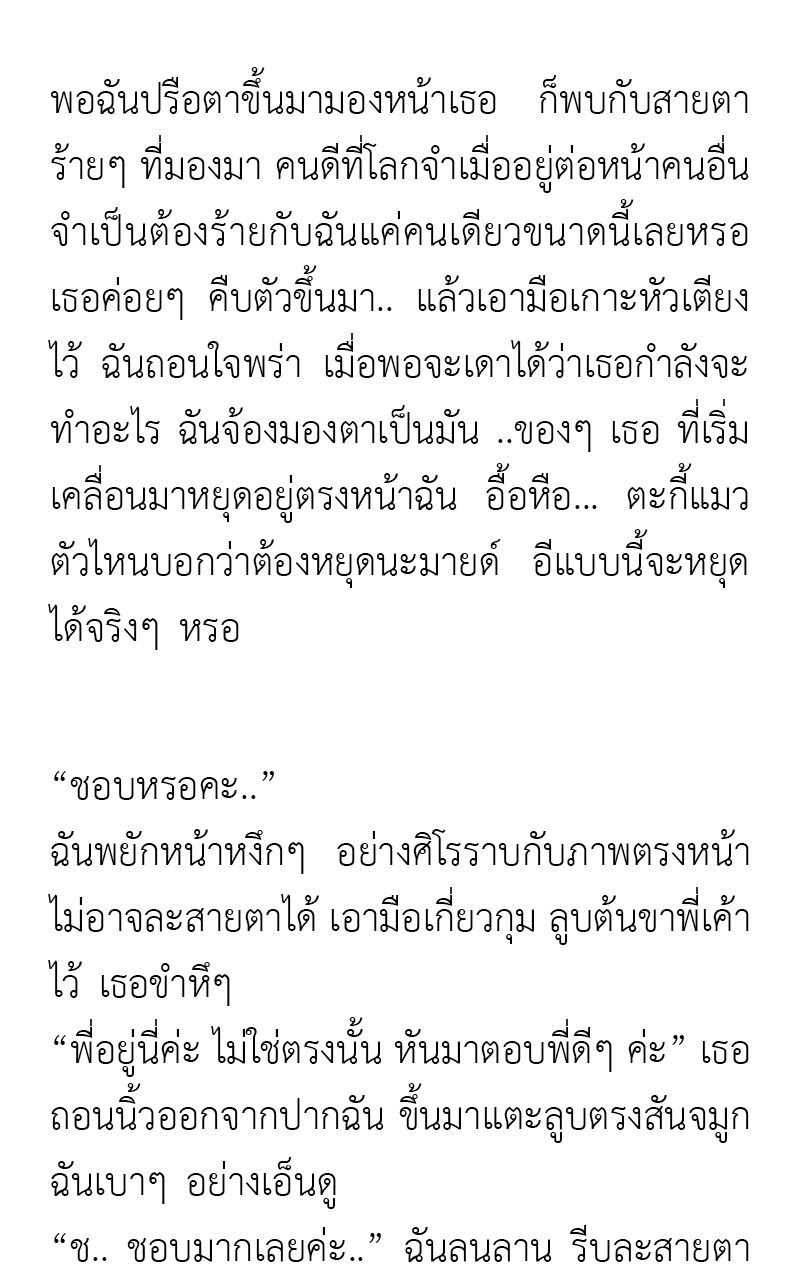 พอฉันปรือตาขึ้นมามองหน้าเธอ ก็พบกับสายตา
ร้ายๆ ที่มองมา คนดีที่โลกจำเมื่ออยู่ต่อหน้าคนอื่น
จำเป็นต้องร้ายกับฉันแค่คนเดียวขนาดนี้เลยหรอ
เธอค่อยๆ คืบตัวขึ้นมา.. แล้วเอามือเกาะหัวเตียง
ไว้ ฉันถอนใจพร่า เมื่อพอจะเดาได้ว่าเธอกำลังจะ
ทำอะไร ฉันจ้องมองตาเป็นมัน ..ของๆ เธอ ที่เริ่ม
เคลื่อนมาหยุดอยู่ตรงหน้าฉัน อื้อหือ... ตะกี้แมว
ตัวไหนบอกว่าต้องหยุดนะมายด์ อีแบบนี้จะหยุด
ได้จริงๆ หรอ
“ชอบหรอคะ..”
ฉันพยักหน้าหงึกๆ อย่างศิโรราบกับภาพตรงหน้า
ไม่อาจละสายตาได้ เอามือเกี่ยวกุม ลูบต้นขาพี่เค้า
ไว้ เธอขำหึๆ
“พี่อยู่นี่ค่ะ ไม่ใช่ตรงนั้น หันมาตอบพี่ดีๆ ค่ะ” เธอ
ถอนนิ้วออกจากปากฉัน ขึ้นมาแตะลูบตรงสันจมูก
ฉันเบาๆ อย่างเอ็นดู
“ช.. ชอบมากเลยค่ะ..” ฉันลนลาน รีบละสายตา